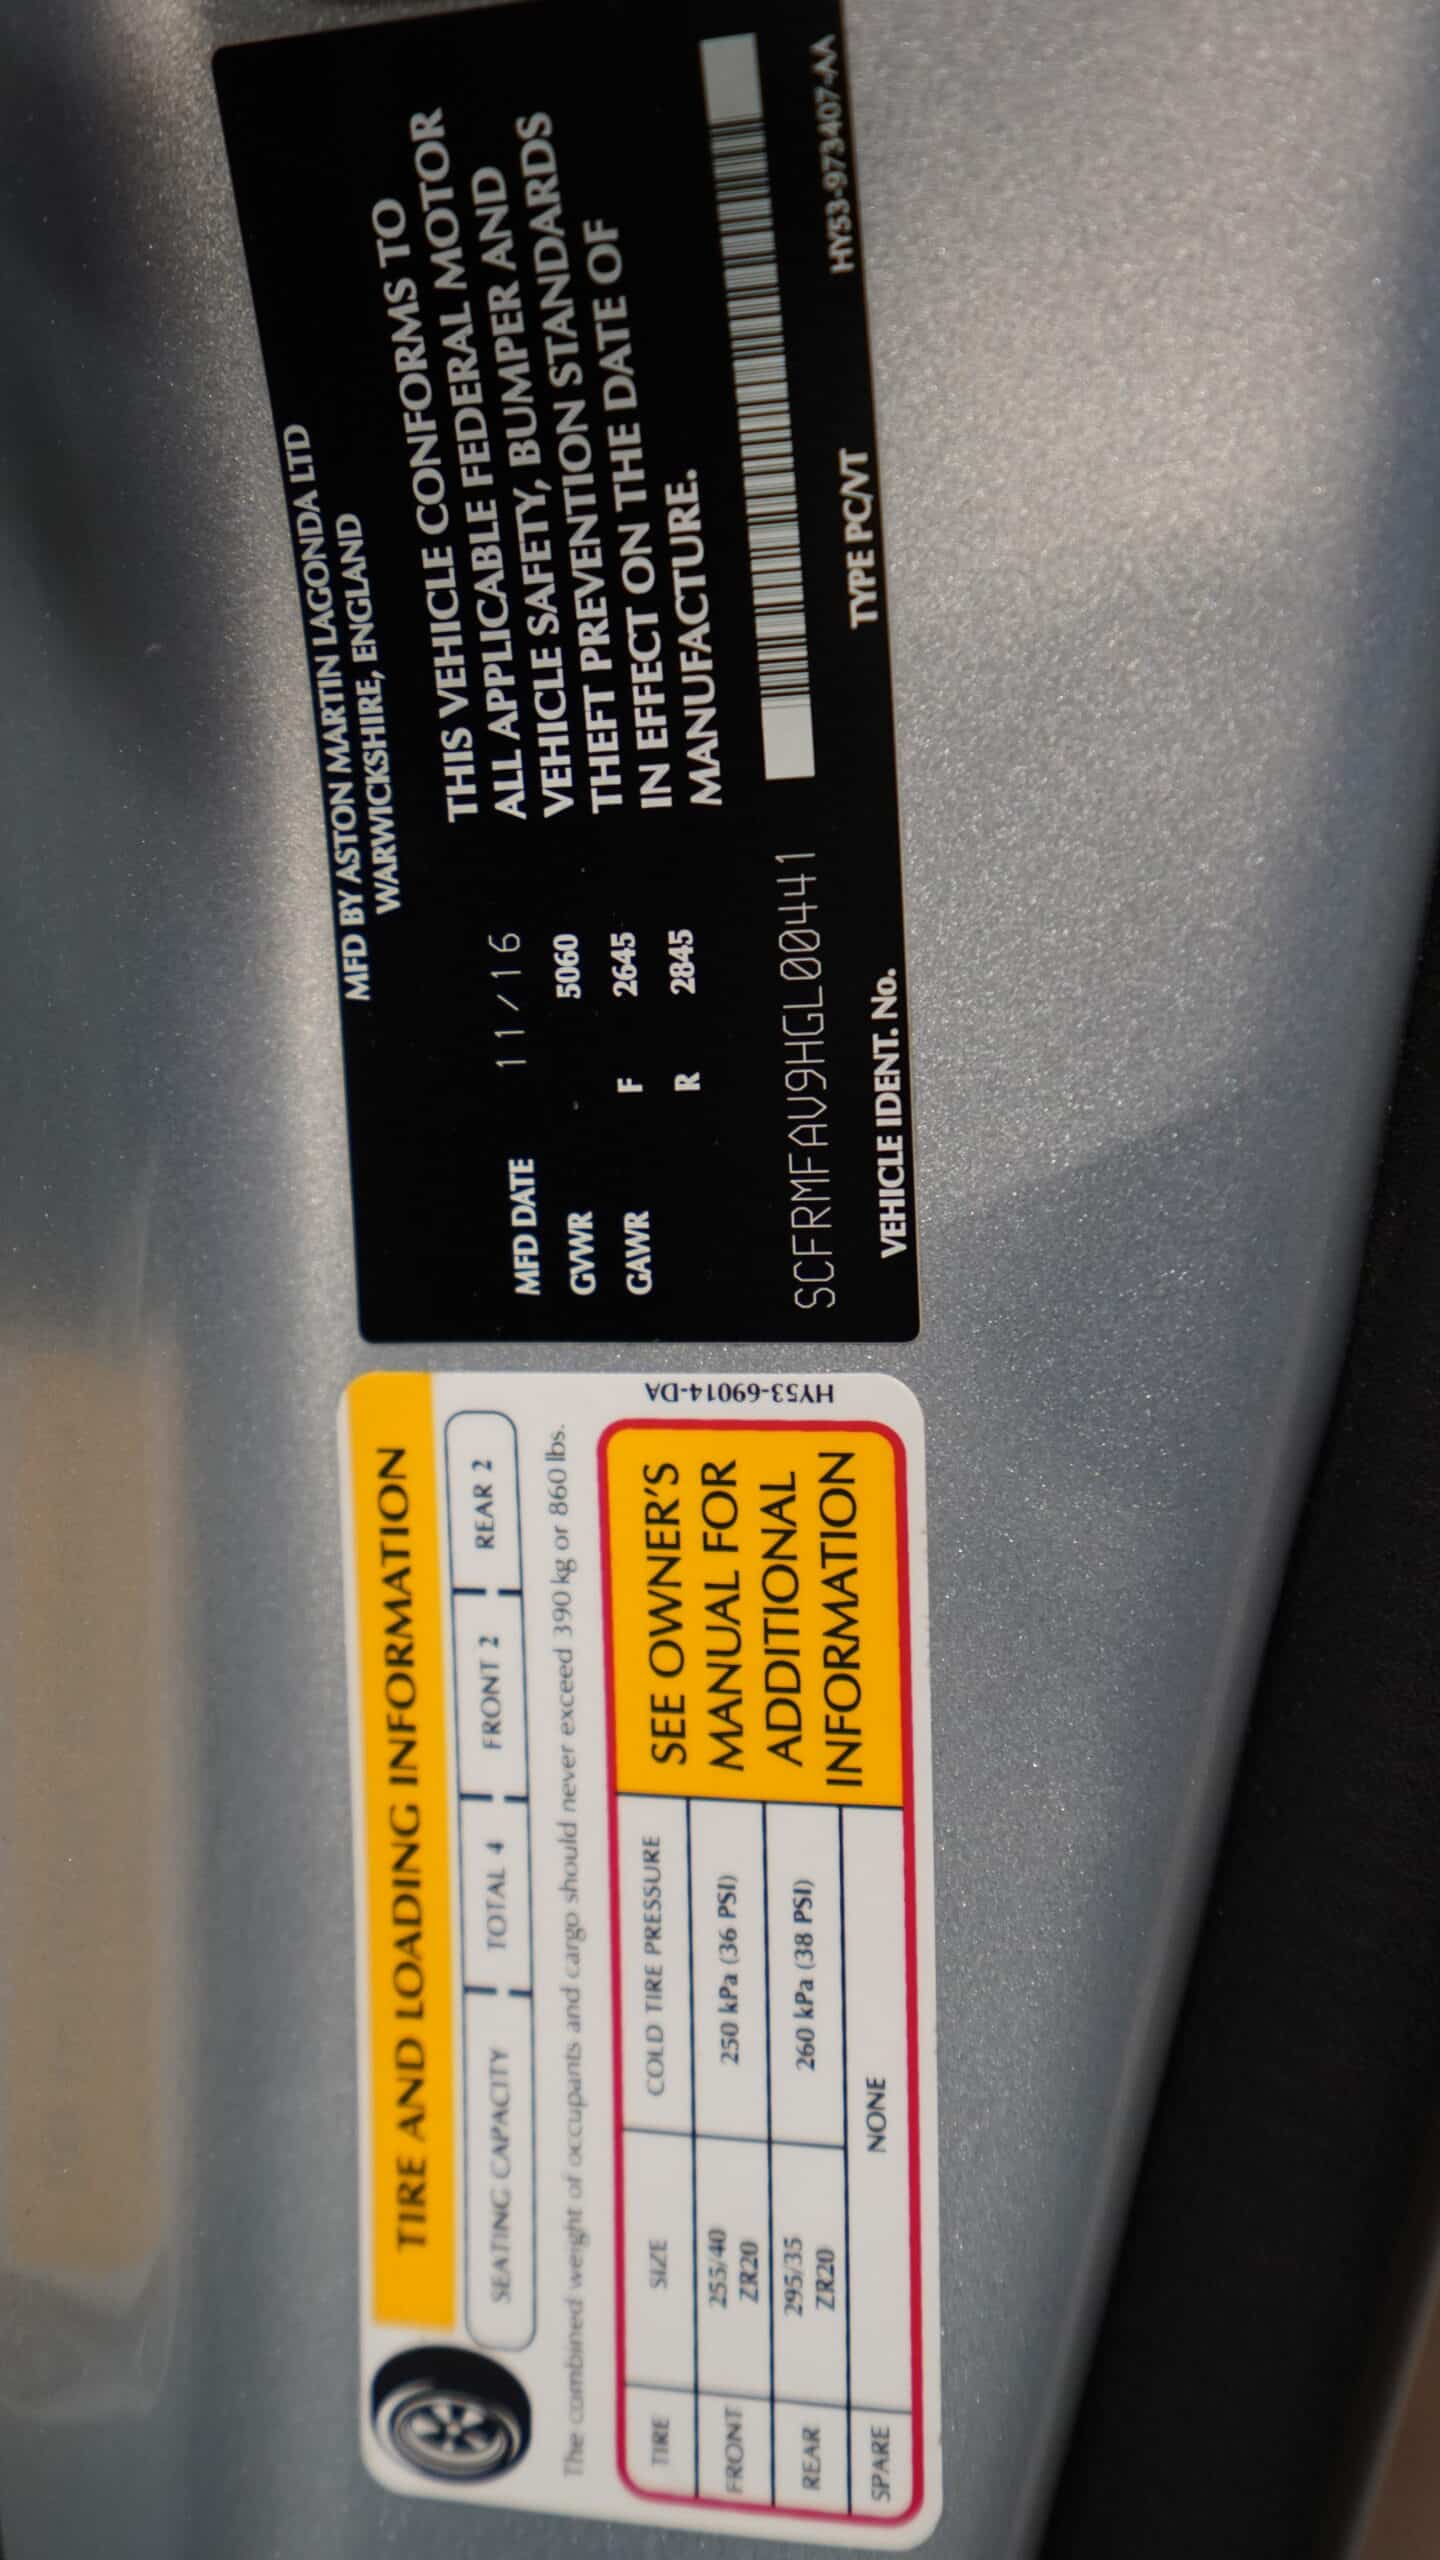 TIRE AND LOADING INFORMATION
SEATING CAPACITY TOTAL 4 FRONT 2 REAR 2
The combined weight of occupants and cargo should never exceed 390 kg or 860 lbs.
TIRE SIZE COLD TIRE PRESSURE
FRONT 255/40 ZR20 250 kPa (36 PSI)
REAR 295/35 ZR20 260 kPa (38 PSI)
SPARE NONE
SEE OWNER'S
MANUAL FOR
ADDITIONAL
INFORMATION
HY53-69014-DA
MFD BY ASTON MARTIN LAGONDA LTD
WARWICKSHIRE, ENGLAND
MFD DATE 11/16
GVWR 5060
GAWR F 2645
R 2845
THIS VEHICLE CONFORMS TO
ALL APPLICABLE FEDERAL MOTOR
VEHICLE SAFETY, BUMPER AND
THEFT PREVENTION STANDARDS
IN EFFECT ON THE DATE OF
MANUFACTURE.
SCFRMFAV9HGL00441
VEHICLE IDENT. No. TYPE PC/VT HY53-973407-AA